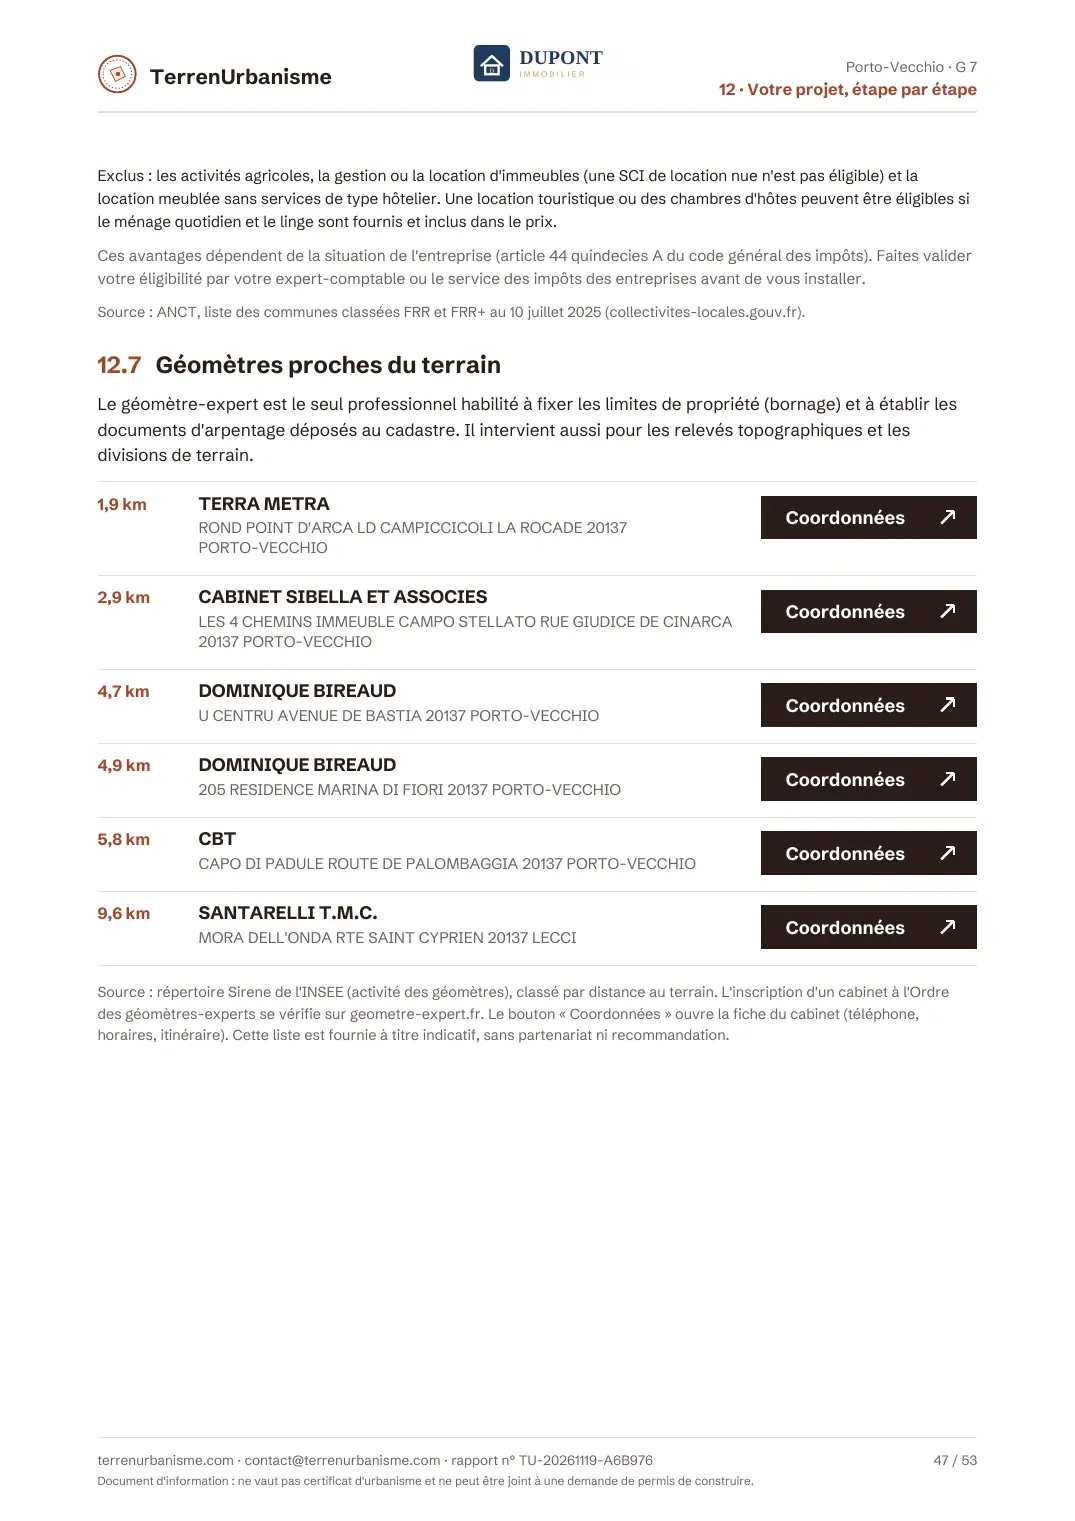 TerrenUrbanisme
DUPONT
IMMOBILIER
Porto-Vecchio · G 7
12 · Votre projet, étape par étape
Exclus : les activités agricoles, la gestion ou la location d'immeubles (une SCI de location nue n'est pas éligible) et la
location meublée sans services de type hôtelier. Une location touristique ou des chambres d'hôtes peuvent être éligibles si
le ménage quotidien et le linge sont fournis et inclus dans le prix.
Ces avantages dépendent de la situation de l'entreprise (article 44 quindecies A du code général des impôts). Faites valider
votre éligibilité par votre expert-comptable ou le service des impôts des entreprises avant de vous installer.
Source : ANCT, liste des communes classées FRR et FRR+ au 10 juillet 2025 (collectivites-locales.gouv.fr).
12.7 Géomètres proches du terrain
Le géomètre-expert est le seul professionnel habilité à fixer les limites de propriété (bornage) et à établir les
documents d'arpentage déposés au cadastre. Il intervient aussi pour les relevés topographiques et les
divisions de terrain.
1,9 km TERRA METRA Coordonnées ↗
ROND POINT D'ARCA LD CAMPICCICOLI LA ROCADE 20137
PORTO-VECCHIO
2,9 km CABINET SIBELLA ET ASSOCIES Coordonnées ↗
LES 4 CHEMINS IMMEUBLE CAMPO STELLATO RUE GIUDICE DE CINARCA
20137 PORTO-VECCHIO
4,7 km DOMINIQUE BIREAUD Coordonnées ↗
U CENTRU AVENUE DE BASTIA 20137 PORTO-VECCHIO
4,9 km DOMINIQUE BIREAUD Coordonnées ↗
205 RESIDENCE MARINA DI FIORI 20137 PORTO-VECCHIO
5,8 km CBT Coordonnées ↗
CAPO DI PADULE ROUTE DE PALOMBAGGIA 20137 PORTO-VECCHIO
9,6 km SANTARELLI T.M.C. Coordonnées ↗
MORA DELL'ONDA RTE SAINT CYPRIEN 20137 LECCI
Source : répertoire Sirene de l'INSEE (activité des géomètres), classé par distance au terrain. L'inscription d'un cabinet à l'Ordre
des géomètres-experts se vérifie sur geometre-expert.fr. Le bouton « Coordonnées » ouvre la fiche du cabinet (téléphone,
horaires, itinéraire). Cette liste est fournie à titre indicatif, sans partenariat ni recommandation.
terrenurbanisme.com · contact@terrenurbanisme.com · rapport n° TU-20261119-A6B976
47 / 53
Document d'information : ne vaut pas certificat d'urbanisme et ne peut être joint à une demande de permis de construire.